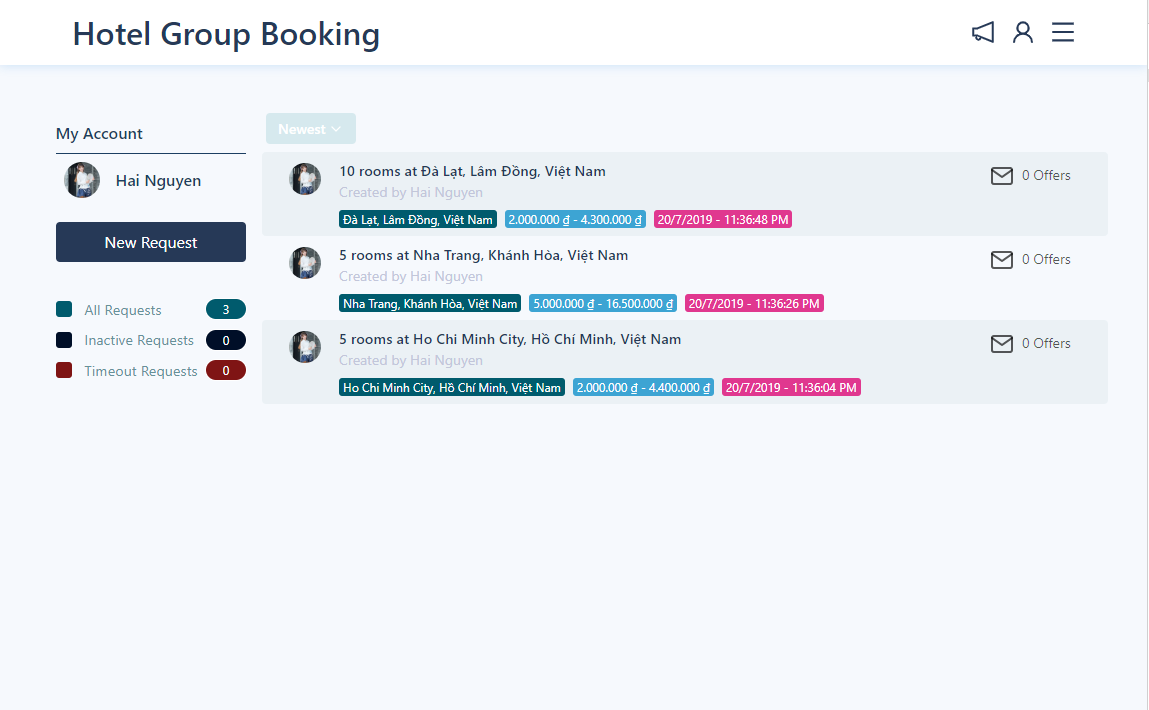 Hotel Group Booking
My Account
Hai Nguyen
New Request
All Requests 3
Inactive Requests 0
Timeout Requests 0
Newest
10 rooms at Đà Lạt, Lâm Đồng, Việt Nam
0 Offers
Created by Hai Nguyen
Đà Lạt, Lâm Đồng, Việt Nam 2.000.000 ₫ - 4.300.000 ₫ 20/7/2019 - 11:36:48 PM
5 rooms at Nha Trang, Khánh Hòa, Việt Nam
0 Offers
Created by Hai Nguyen
Nha Trang, Khánh Hòa, Việt Nam 5.000.000 ₫ - 16.500.000 ₫ 20/7/2019 - 11:36:26 PM
5 rooms at Ho Chi Minh City, Hồ Chí Minh, Việt Nam
0 Offers
Created by Hai Nguyen
Ho Chi Minh City, Hồ Chí Minh, Việt Nam 2.000.000 ₫ - 4.400.000 ₫ 20/7/2019 - 11:36:04 PM